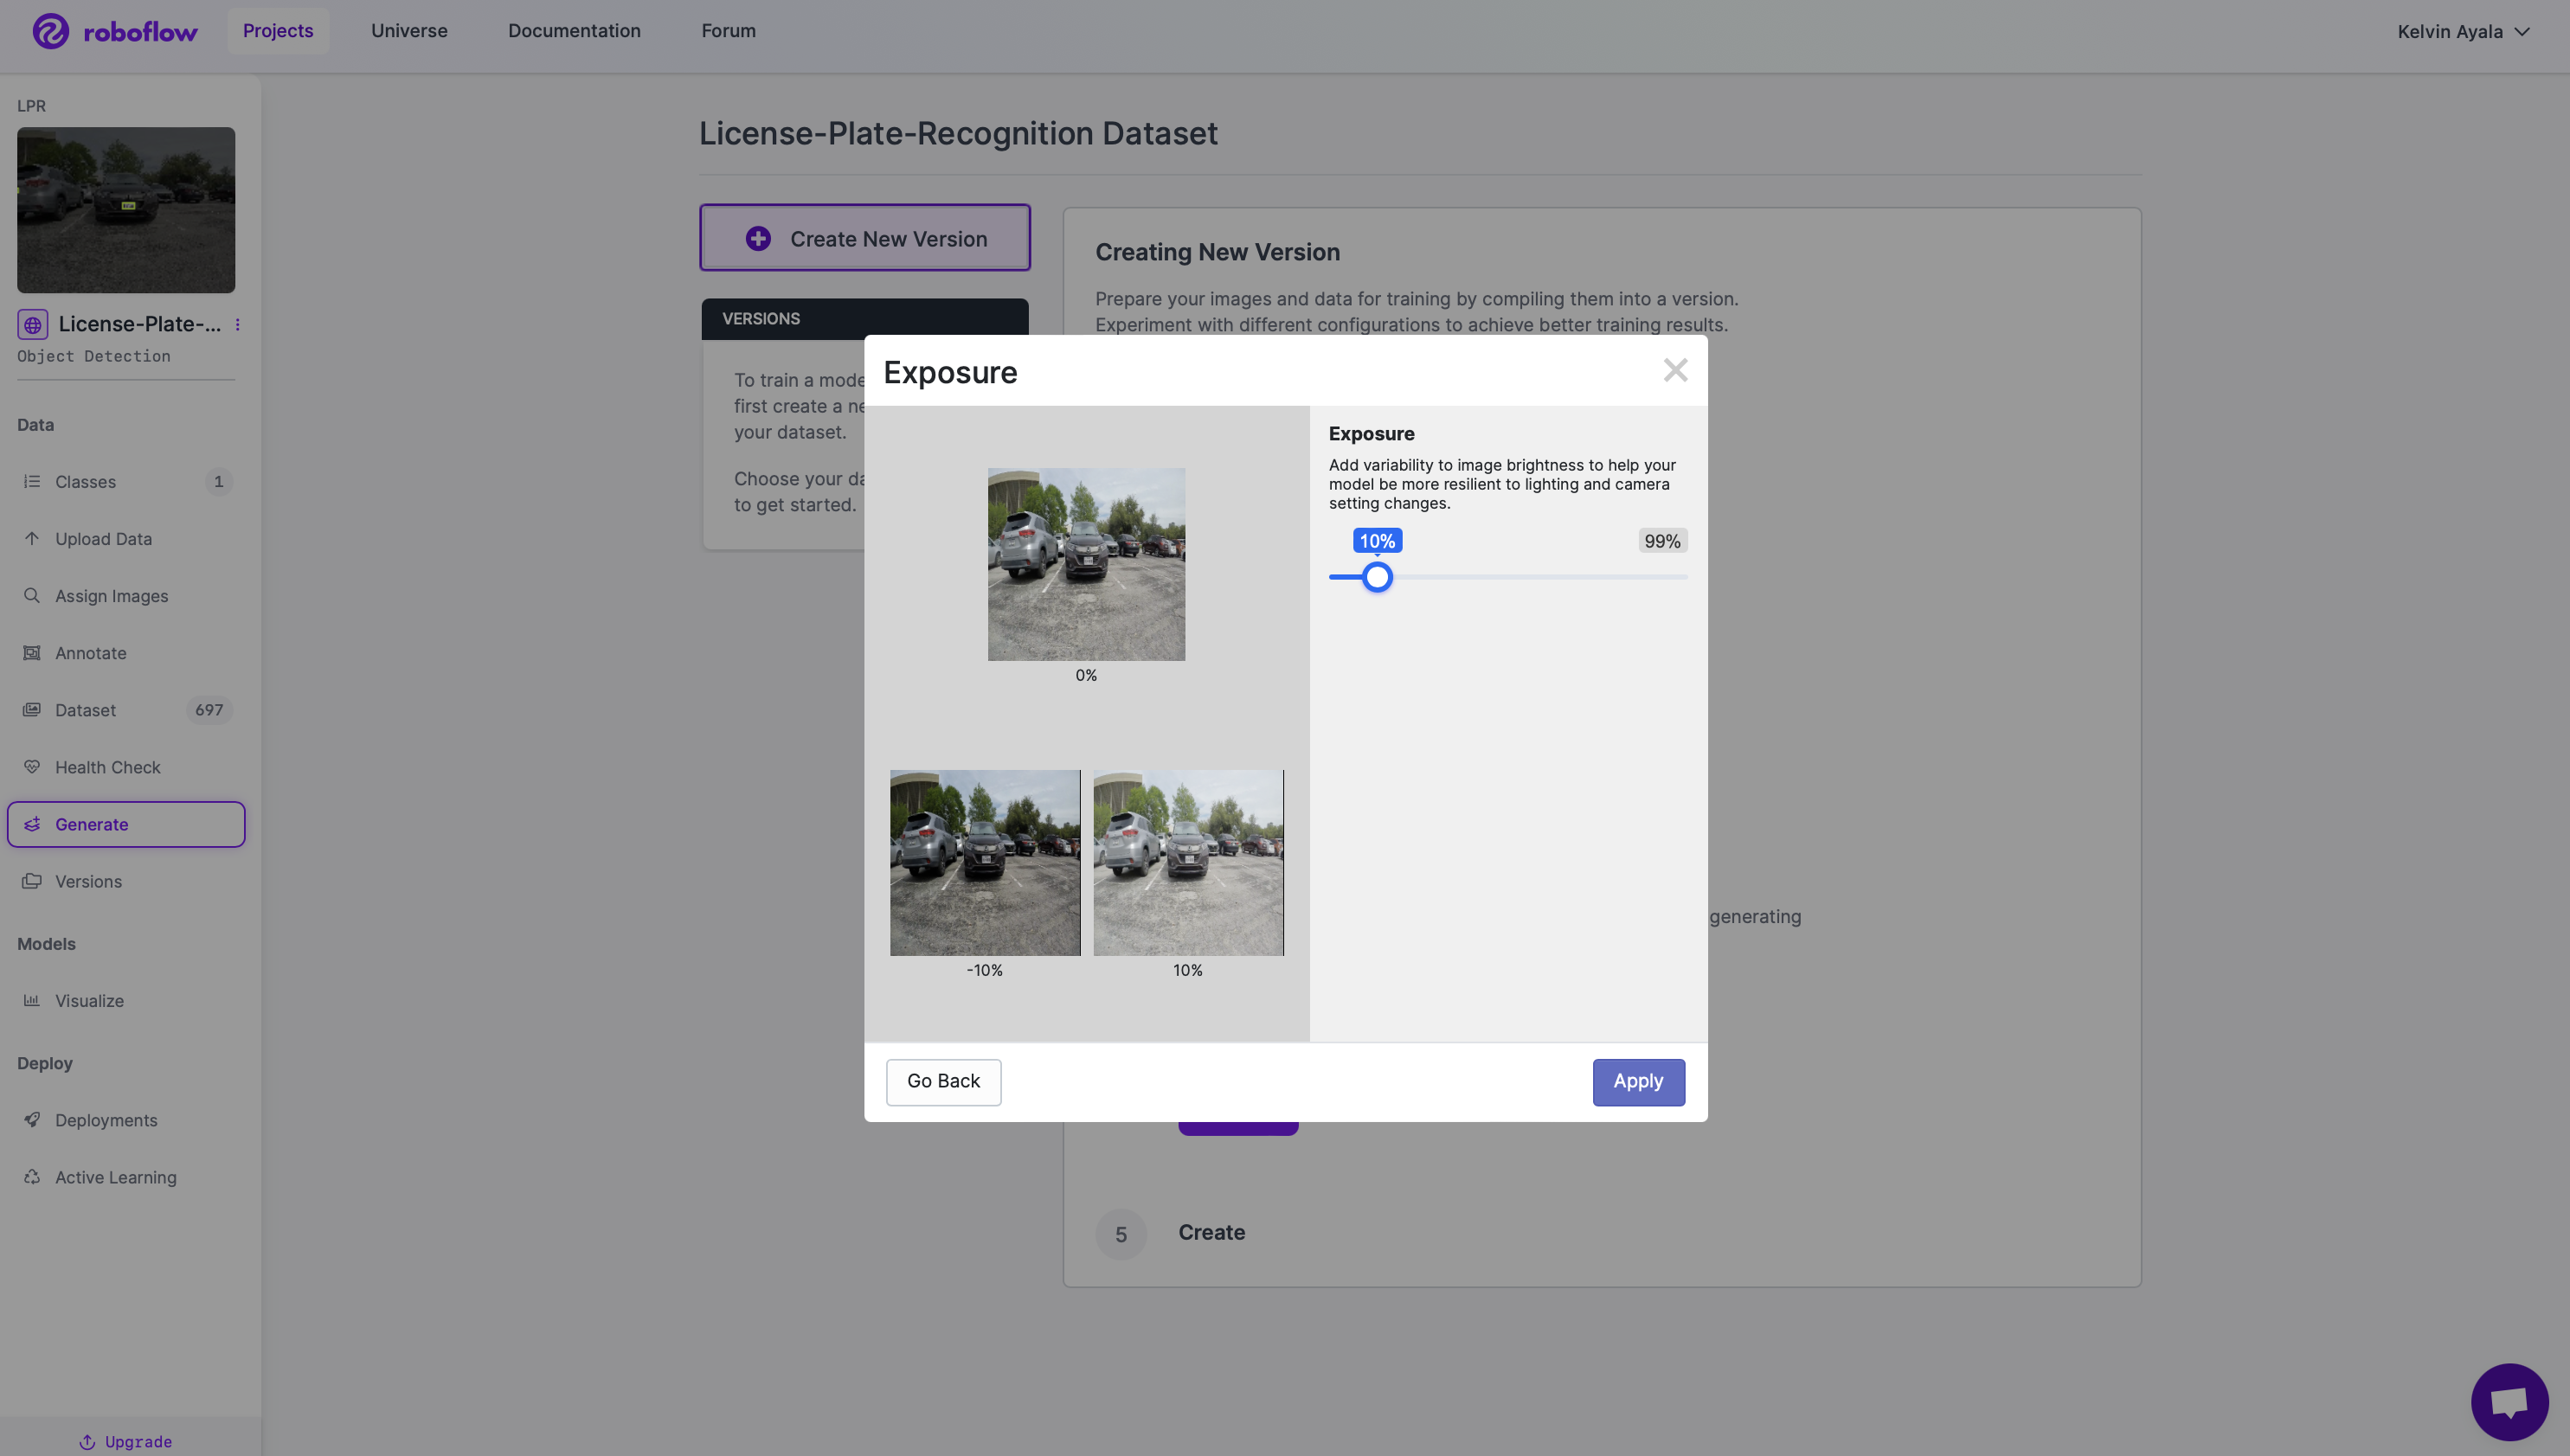 roboflow
Projects
Universe
Documentation
Forum
Kelvin Ayala
LPR
License-Plate-...
Object Detection
Data
Classes 1
Upload Data
Assign Images
Annotate
Dataset 697
Health Check
Generate
Versions
Models
Visualize
Deploy
Deployments
Active Learning
Upgrade
License-Plate-Recognition Dataset
Create New Version
VERSIONS
To train a mode
first create a ne
your dataset.
Choose your da
to get started.
Creating New Version
Prepare your images and data for training by compiling them into a version.
Experiment with different configurations to achieve better training results.
Exposure
0%
-10%
10%
Exposure
Add variability to image brightness to help your
model be more resilient to lighting and camera
setting changes.
10%
99%
Go Back
Apply
generating
5
Create